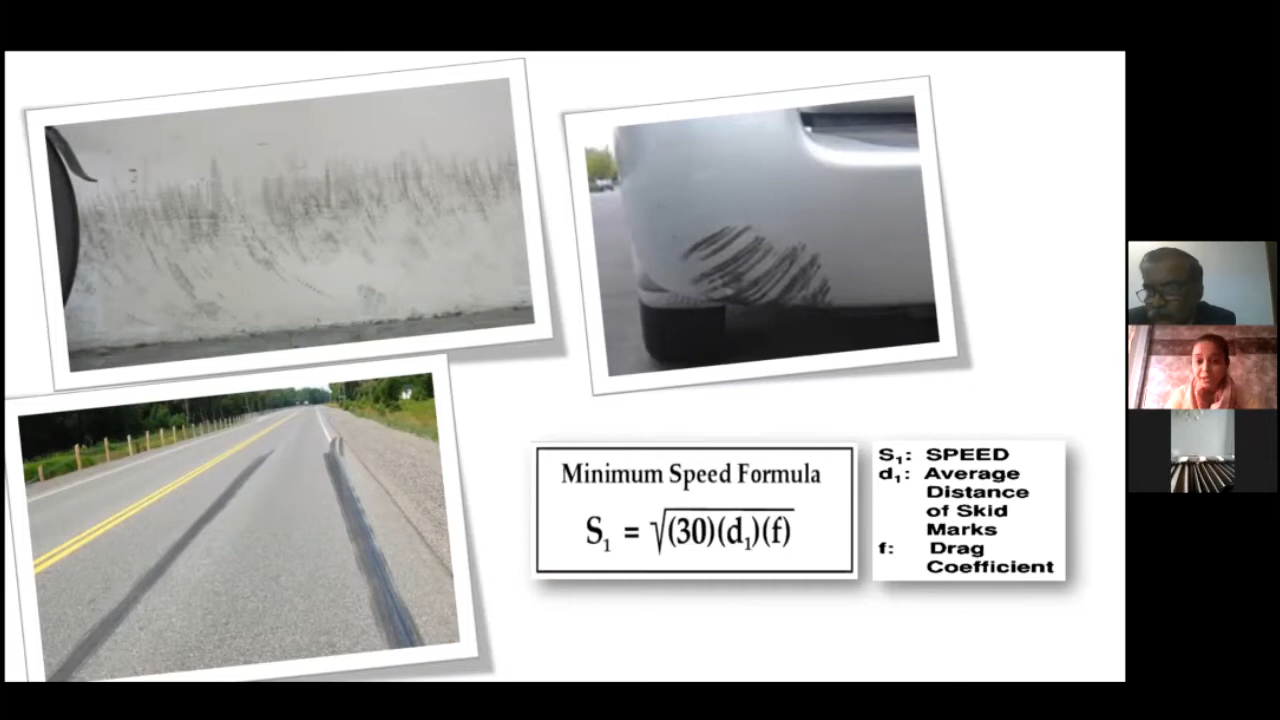 Minimum Speed Formula
S₁ = √(30)(d₁)(f)
S₁: SPEED
d₁: Average
Distance
of Skid
Marks
f: Drag
Coefficient